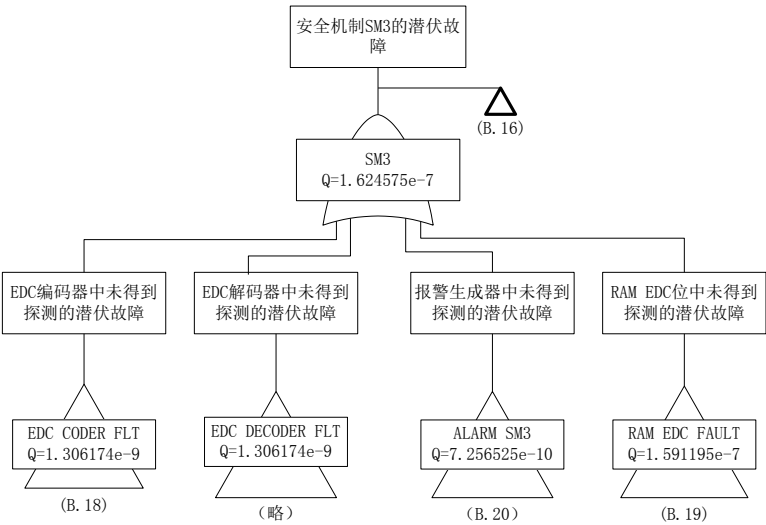 安全机制SM3的潜伏故
障
(B.16)
SM3
Q=1.624575e-7
EDC编码器中未得到
探测的潜伏故障
EDC解码器中未得到
探测的潜伏故障
报警生成器中未得到
探测的潜伏故障
RAM EDC位中未得到
探测的潜伏故障
EDC CODER FLT
Q=1.306174e-9
EDC DECODER FLT
Q=1.306174e-9
ALARM SM3
Q=7.256525e-10
RAM EDC FAULT
Q=1.591195e-7
(B.18)
（略）
（B.20）
(B.19)